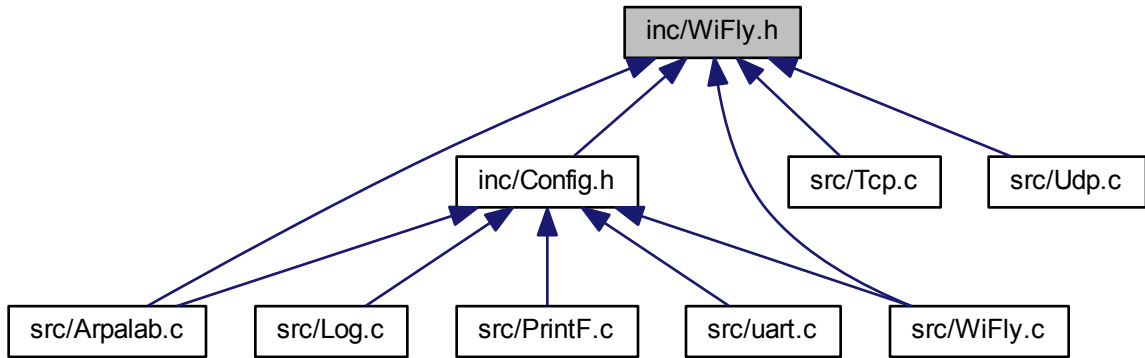 inc/WiFly.h
inc/Config.h
src/Tcp.c
src/Udp.c
src/Arpalab.c
src/Log.c
src/PrintF.c
src/uart.c
src/WiFly.c